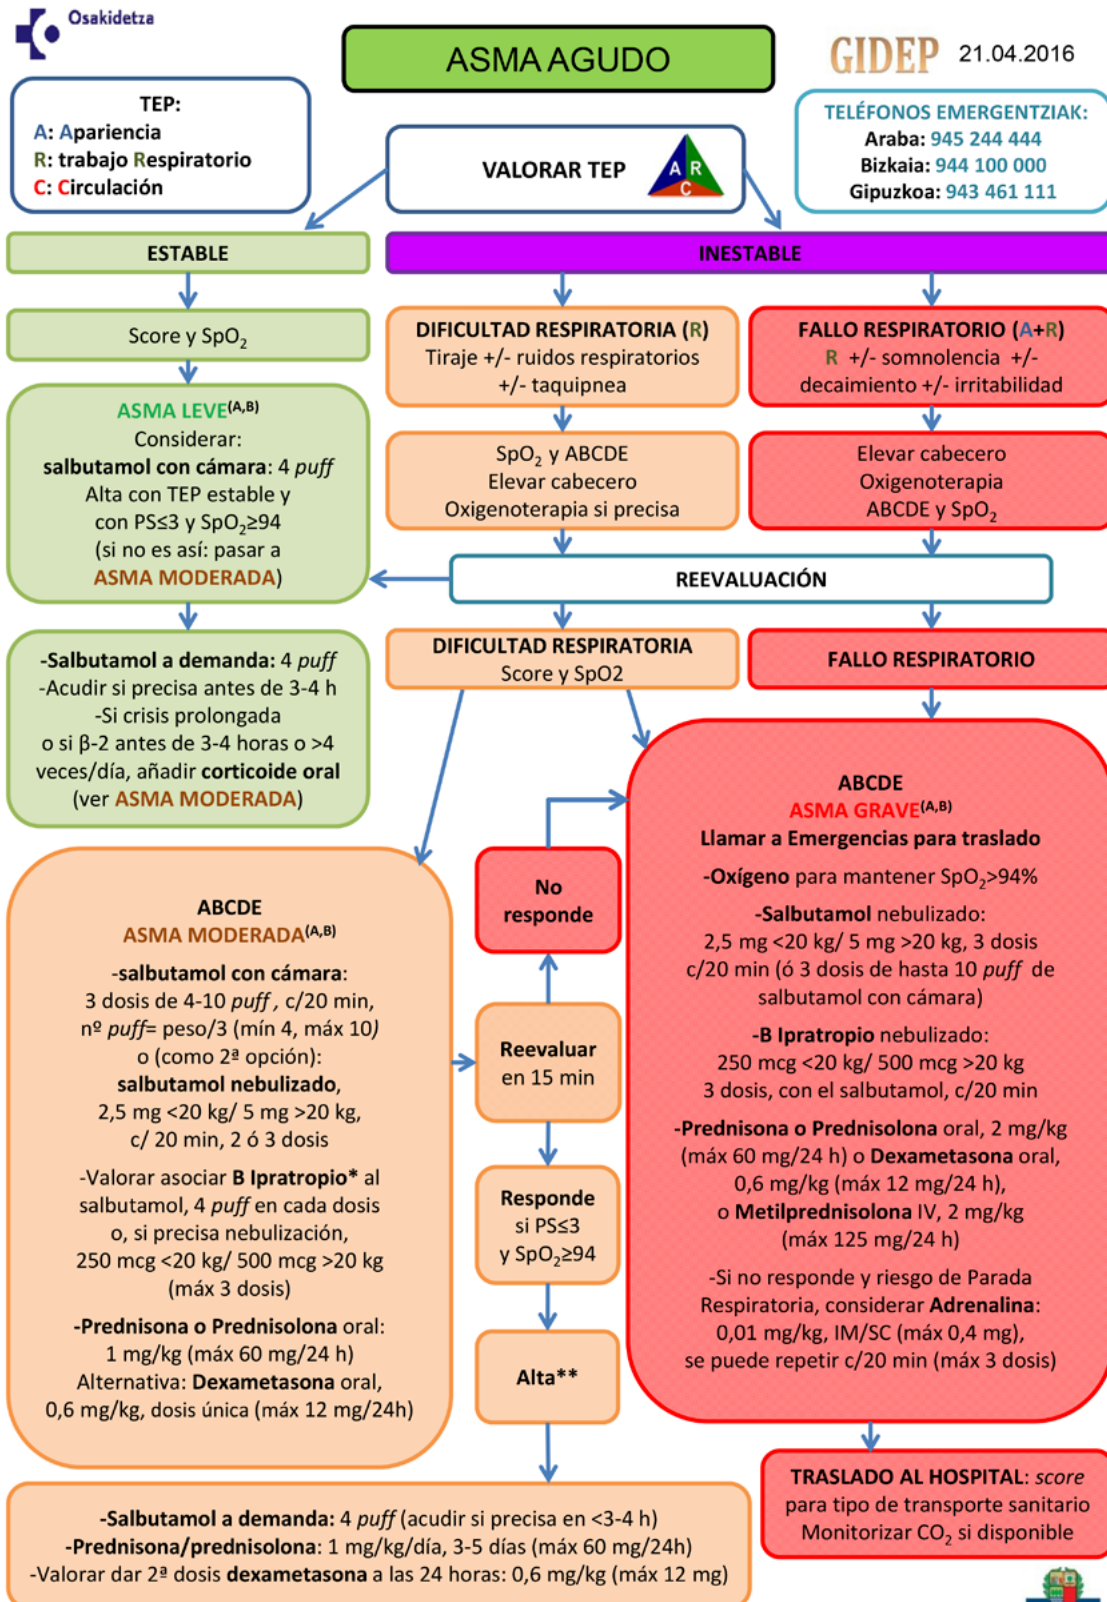 Osakidetza
ASMA AGUDO
GIDEP 21.04.2016
TEP:
A: Apariencia
R: trabajo Respiratorio
C: Circulación
VALORAR TEP
A R
C
TELÉFONOS EMERGENTZIAK:
Araba: 945 244 444
Bizkaia: 944 100 000
Gipuzkoa: 943 461 111
ESTABLE
INESTABLE
Score y SpO₂
DIFICULTAD RESPIRATORIA (R)
Tiraje +/- ruidos respiratorios
+/- taquipnea
FALLO RESPIRATORIO (A+R)
R +/- somnolencia +/-
decaimiento +/- irritabilidad
ASMA LEVE(A,B)
Considerar:
salbutamol con cámara: 4 puff
Alta con TEP estable y
con PS≤3 y SpO₂≥94
(si no es así: pasar a
ASMA MODERADA)
SpO₂ y ABCDE
Elevar cabecero
Oxigenoterapia si precisa
Elevar cabecero
Oxigenoterapia
ABCDE y SpO₂
REEVALUACIÓN
-Salbutamol a demanda: 4 puff
-Acudir si precisa antes de 3-4 h
-Si crisis prolongada
o si β-2 antes de 3-4 horas o >4
veces/día, añadir corticoide oral
(ver ASMA MODERADA)
DIFICULTAD RESPIRATORIA
Score y SpO2
FALLO RESPIRATORIO
ABCDE
ASMA MODERADA(A,B)
-salbutamol con cámara:
3 dosis de 4-10 puff , c/20 min,
nº puff= peso/3 (mín 4, máx 10)
o (como 2ª opción):
salbutamol nebulizado,
2,5 mg <20 kg/ 5 mg >20 kg,
c/ 20 min, 2 ó 3 dosis
-Valorar asociar B Ipratropio* al
salbutamol, 4 puff en cada dosis
o, si precisa nebulización,
250 mcg <20 kg/ 500 mcg >20 kg
(máx 3 dosis)
-Prednisona o Prednisolona oral:
1 mg/kg (máx 60 mg/24 h)
Alternativa: Dexametasona oral,
0,6 mg/kg, dosis única (máx 12 mg/24h)
No
responde
Reevaluar
en 15 min
Responde
si PS≤3
y SpO₂≥94
Alta**
ABCDE
ASMA GRAVE(A,B)
Llamar a Emergencias para traslado
-Oxígeno para mantener SpO₂>94%
-Salbutamol nebulizado:
2,5 mg <20 kg/ 5 mg >20 kg, 3 dosis
c/20 min (ó 3 dosis de hasta 10 puff de
salbutamol con cámara)
-B Ipratropio nebulizado:
250 mcg <20 kg/ 500 mcg >20 kg
3 dosis, con el salbutamol, c/20 min
-Prednisona o Prednisolona oral, 2 mg/kg
(máx 60 mg/24 h) o Dexametasona oral,
0,6 mg/kg (máx 12 mg/24 h),
o Metilprednisolona IV, 2 mg/kg
(máx 125 mg/24 h)
-Si no responde y riesgo de Parada
Respiratoria, considerar Adrenalina:
0,01 mg/kg, IM/SC (máx 0,4 mg),
se puede repetir c/20 min (máx 3 dosis)
-Salbutamol a demanda: 4 puff (acudir si precisa en <3-4 h)
-Prednisona/prednisolona: 1 mg/kg/día, 3-5 días (máx 60 mg/24h)
-Valorar dar 2ª dosis dexametasona a las 24 horas: 0,6 mg/kg (máx 12 mg)
TRASLADO AL HOSPITAL: score
para tipo de transporte sanitario
Monitorizar CO₂ si disponible